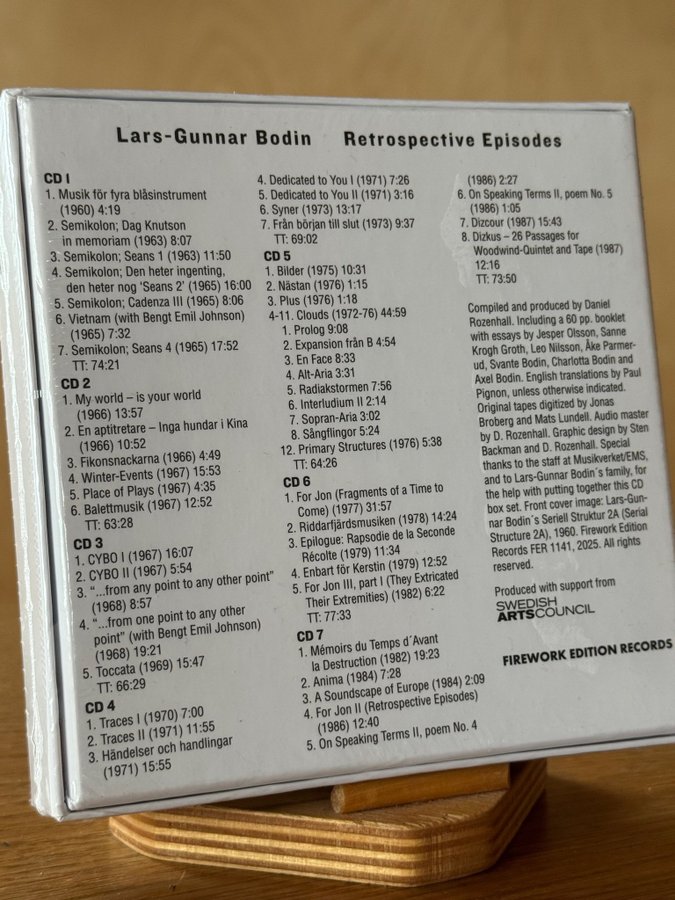 Lars-Gunnar Bodin Retrospective Episodes
CD I
1. Musik för fyra blåsinstrument
(1960) 4:19
2. Semikolon; Dag Knutson
in memoriam (1963) 8:07
3. Semikolon; Seans 1 (1963) 11:50
4. Semikolon; Den heter ingenting,
den heter nog 'Seans 2' (1965) 16:00
5. Semikolon; Cadenza III (1965) 8:06
6. Vietnam (with Bengt Emil Johnson)
(1965) 7:32
7. Semikolon; Seans 4 (1965) 17:52
TT: 74:21
CD 2
1. My world – is your world
(1966) 13:57
2. En aptitretare – Inga hundar i Kina
(1966) 10:52
3. Fikonsnackarna (1966) 4:49
4. Winter-Events (1967) 15:53
5. Place of Plays (1967) 4:35
6. Balettmusik (1967) 12:52
TT: 63:28
CD 3
1. CYBO I (1967) 16:07
2. CYBO II (1967) 5:54
3. "...from any point to any other point"
(1968) 8:57
4. "...from one point to any other
point" (with Bengt Emil Johnson)
(1968) 19:21
5. Toccata (1969) 15:47
TT: 66:29
CD 4
1. Traces I (1970) 7:00
2. Traces II (1971) 11:55
3. Händelser och handlingar
(1971) 15:55
4. Dedicated to You I (1971) 7:26
5. Dedicated to You II (1971) 3:16
6. Syner (1973) 13:17
7. Från början till slut (1973) 9:37
TT: 69:02
CD 5
1. Bilder (1975) 10:31
2. Nästan (1976) 1:15
3. Plus (1976) 1:18
4-11. Clouds (1972-76) 44:59
1. Prolog 9:08
2. Expansion från B 4:54
3. En Face 8:33
4. Alt-Aria 3:31
5. Radiakstormen 7:56
6. Interludium II 2:14
7. Sopran-Aria 3:02
8. Sångflingor 5:24
12. Primary Structures (1976) 5:38
TT: 64:26
CD 6
1. For Jon (Fragments of a Time to
Come) (1977) 31:57
2. Riddarfjärdsmusiken (1978) 14:24
3. Epilogue: Rapsodie de la Seconde
Récolte (1979) 11:34
4. Enbart för Kerstin (1979) 12:52
5. For Jon III, part I (They Extricated
Their Extremities) (1982) 6:22
TT: 77:33
CD 7
1. Mémoirs du Temps d´Avant
la Destruction (1982) 19:23
2. Anima (1984) 7:28
3. A Soundscape of Europe (1984) 2:09
4. For Jon II (Retrospective Episodes)
(1986) 12:40
5. On Speaking Terms II, poem No. 4
(1986) 2:27
6. On Speaking Terms II, poem No. 5
(1986) 1:05
7. Dizcour (1987) 15:43
8. Dizkus – 26 Passages for
Woodwind-Quintet and Tape (1987)
12:16
TT: 73:50
Compiled and produced by Daniel
Rozenhall. Including a 60 pp. booklet
with essays by Jesper Olsson, Sanne
Krogh Groth, Leo Nilsson, Åke Parmer-
ud, Svante Bodin, Charlotta Bodin and
Axel Bodin. English translations by Paul
Pignon, unless otherwise indicated.
Original tapes digitized by Jonas
Broberg and Mats Lundell. Audio master
by D. Rozenhall. Graphic design by Sten
Backman and D. Rozenhall. Special
thanks to the staff at Musikverket/EMS,
and to Lars-Gunnar Bodin´s family, for
the help with putting together this CD
box set. Front cover image: Lars-Gun-
nar Bodin´s Seriell Struktur 2A (Serial
Structure 2A), 1960. Firework Edition
Records FER 1141, 2025. All rights
reserved.
Produced with support from
SWEDISH
ARTSCOUNCIL
FIREWORK EDITION RECORDS